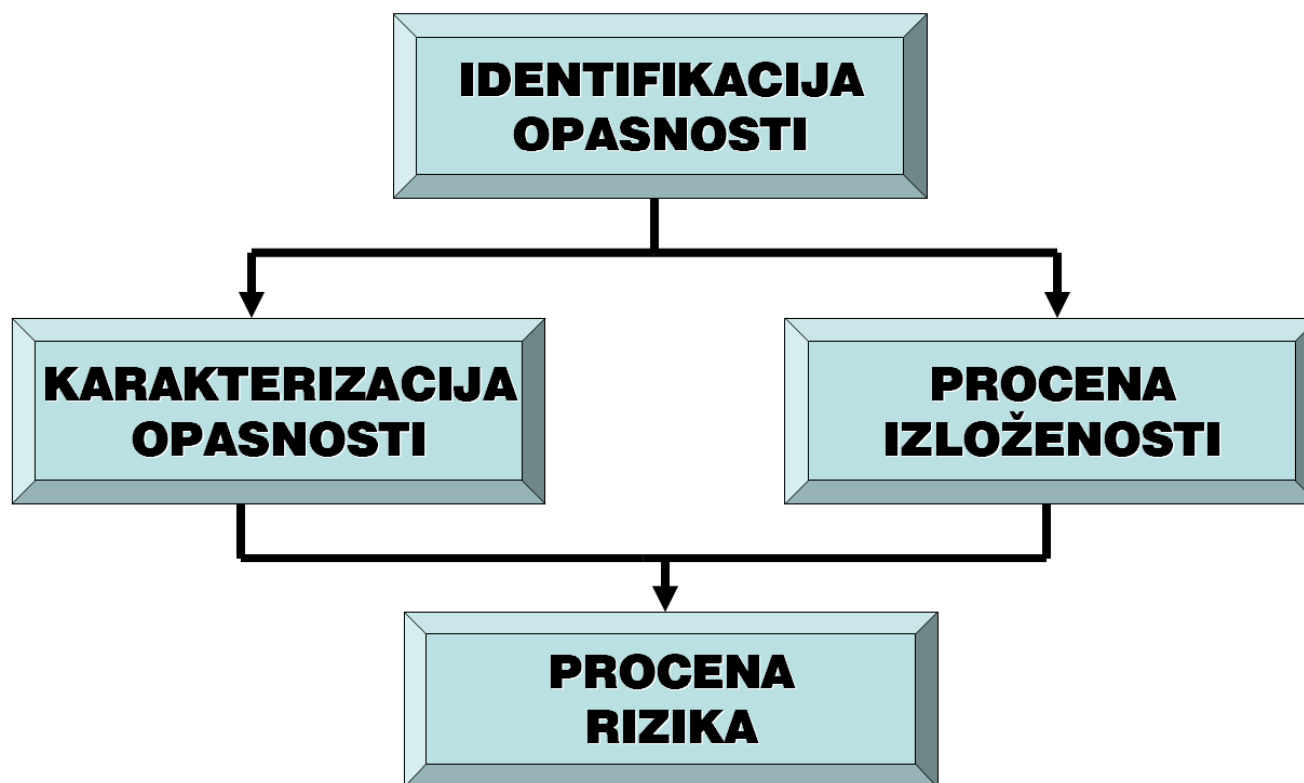 IDENTIFIKACIJA
OPASNOSTI
KARAKTERIZACIJA
OPASNOSTI
PROCENA
IZLOŽENOSTI
PROCENA
RIZIKA